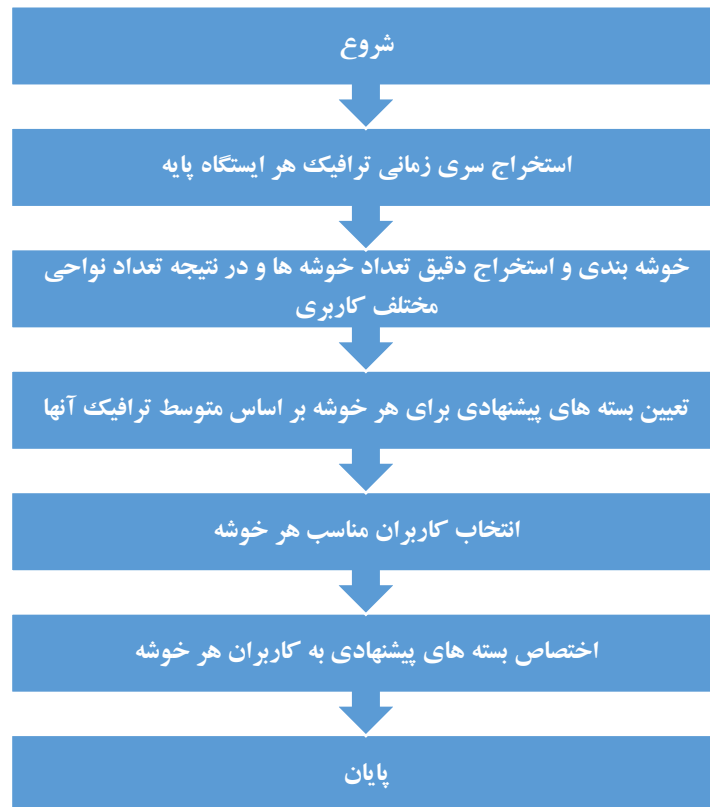 شروع
استخراج سری زمانی ترافیک هر ایستگاه پایه
خوشه بندی و استخراج دقیق تعداد خوشه ها و در نتیجه تعداد نواحی
مختلف کاربری
تعیین بسته های پیشنهادی برای هر خوشه بر اساس متوسط ترافیک آنها
انتخاب کاربران مناسب هر خوشه
اختصاص بسته های پیشنهادی به کاربران هر خوشه
پایان